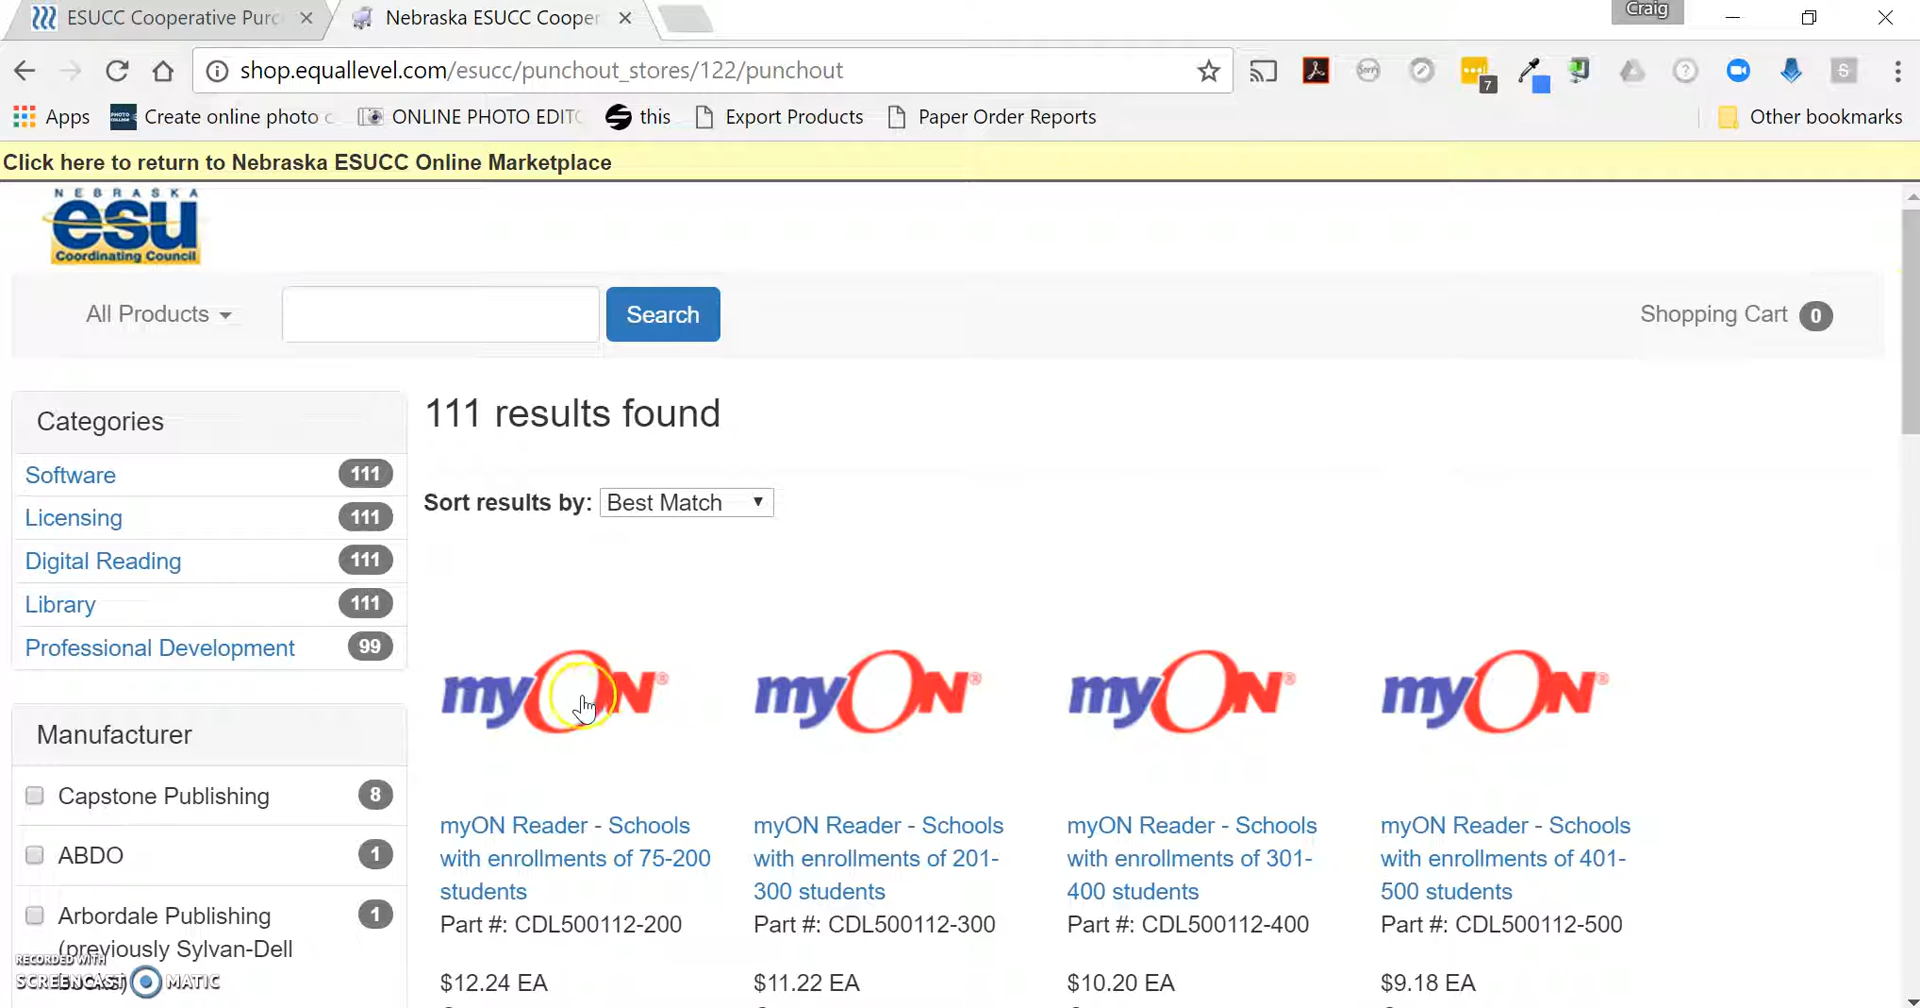 Craig
ESUCC Cooperative Purc
Nebraska ESUCC Cooper
shop.equallevel.com/esucc/punchout_stores/122/punchout
7
S
Apps
Create online photo c
ONLINE PHOTO EDIT
this
Export Products
Paper Order Reports
Other bookmarks
Click here to return to Nebraska ESUCC Online Marketplace
NEBRASKA
esu
Coordinating Council
All Products
Search
Shopping Cart 0
Categories
Software 111
Licensing 111
Digital Reading 111
Library 111
Professional Development 99
Manufacturer
Capstone Publishing 8
ABDO 1
Arbordale Publishing 1
(previously Sylvan-Dell
111 results found
Sort results by: Best Match
myON® myON® myON® myON®
myON Reader - Schools
with enrollments of 75-200
students
Part #: CDL500112-200
$12.24 EA
myON Reader - Schools
with enrollments of 201-
300 students
Part #: CDL500112-300
$11.22 EA
myON Reader - Schools
with enrollments of 301-
400 students
Part #: CDL500112-400
$10.20 EA
myON Reader - Schools
with enrollments of 401-
500 students
Part #: CDL500112-500
$9.18 EA
RECORDED WITH
SCREENCAST MATIC